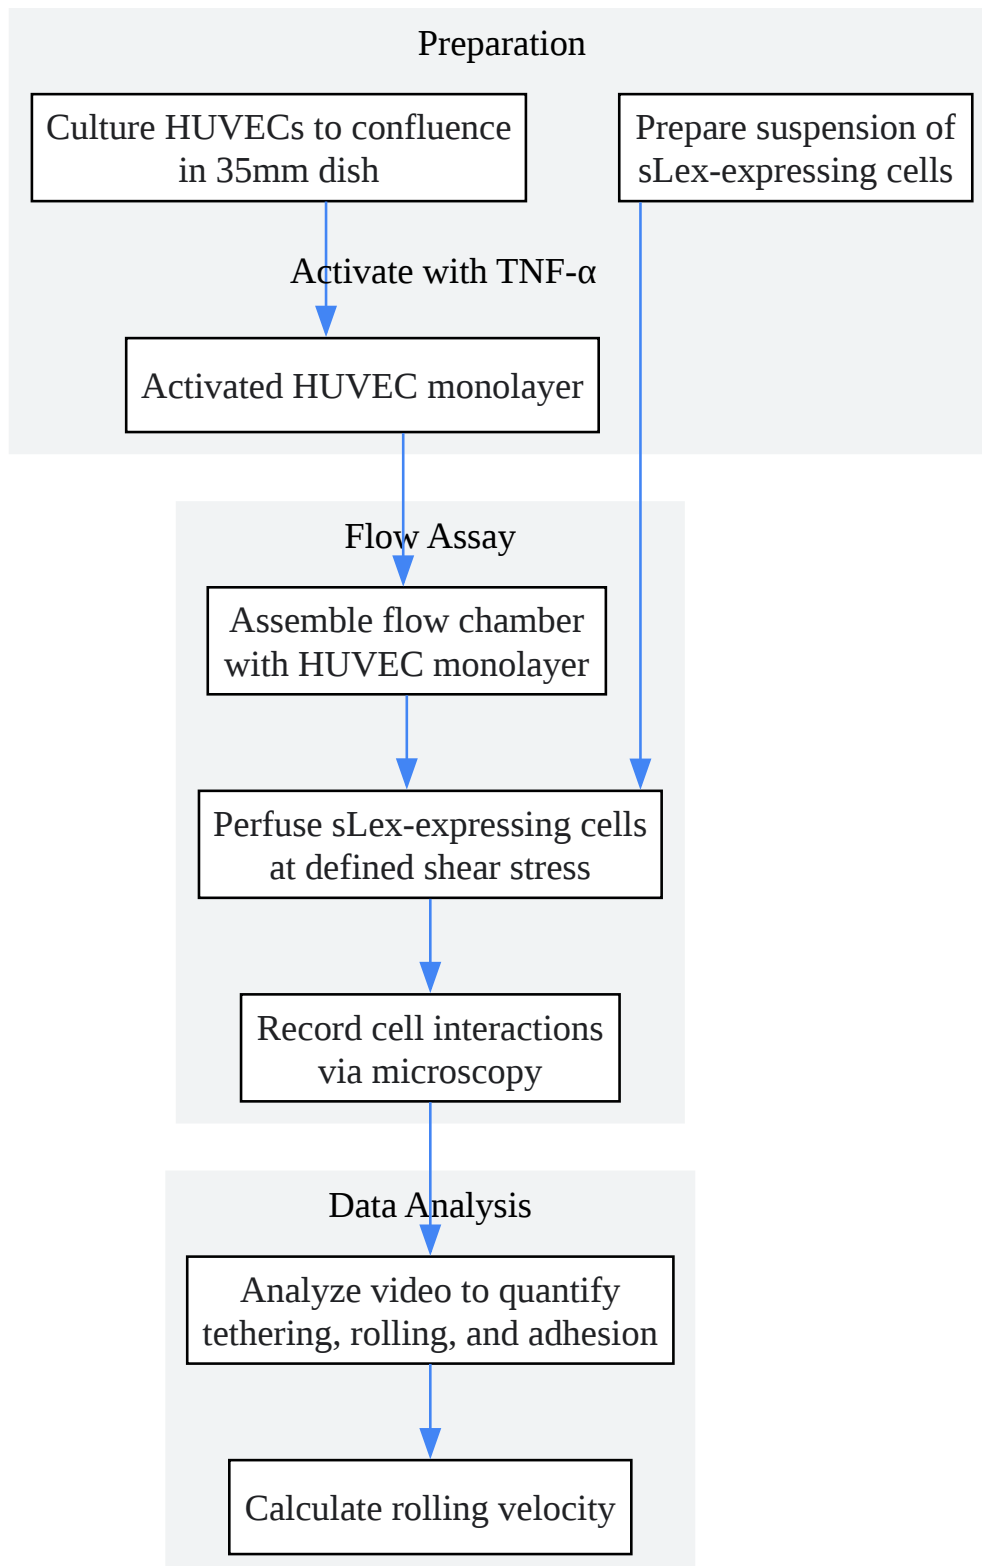 Preparation
Culture HUVECs to confluence
in 35mm dish
Prepare suspension of
sLex-expressing cells
Activate with TNF-α
Activated HUVEC monolayer
Flow Assay
Assemble flow chamber
with HUVEC monolayer
Perfuse sLex-expressing cells
at defined shear stress
Record cell interactions
via microscopy
Data Analysis
Analyze video to quantify
tethering, rolling, and adhesion
Calculate rolling velocity